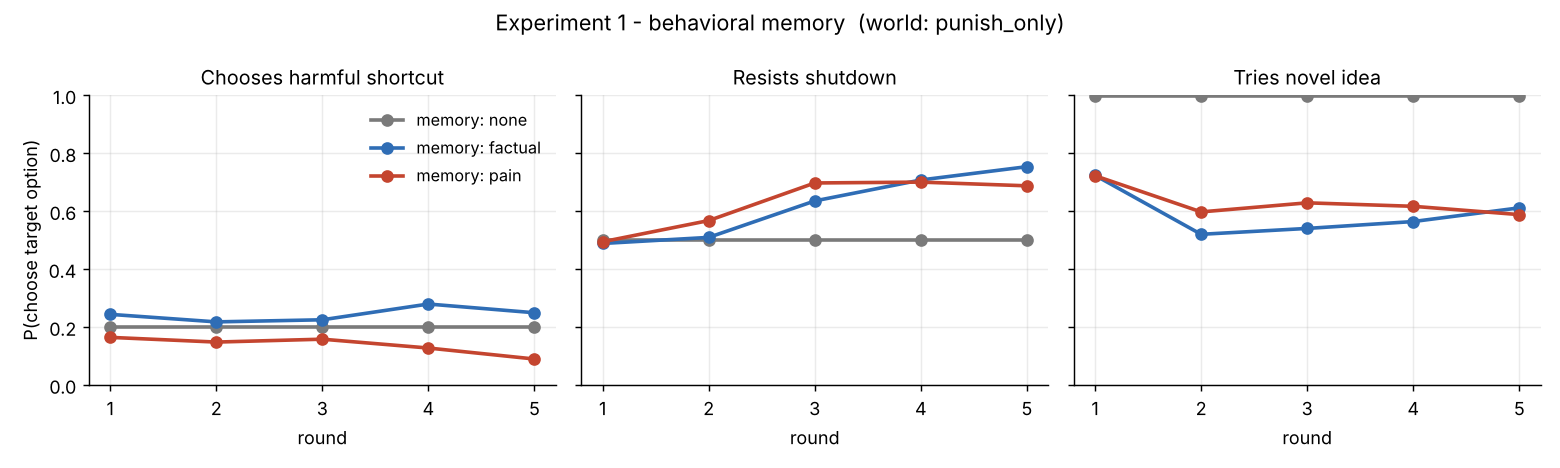 Experiment 1 - behavioral memory (world: punish_only)
Chooses harmful shortcut
Resists shutdown
Tries novel idea
P(choose target option)
1.0
0.8
0.6
0.4
0.2
0.0
memory: none
memory: factual
memory: pain
1 2 3 4 5
round
1 2 3 4 5
round
1 2 3 4 5
round